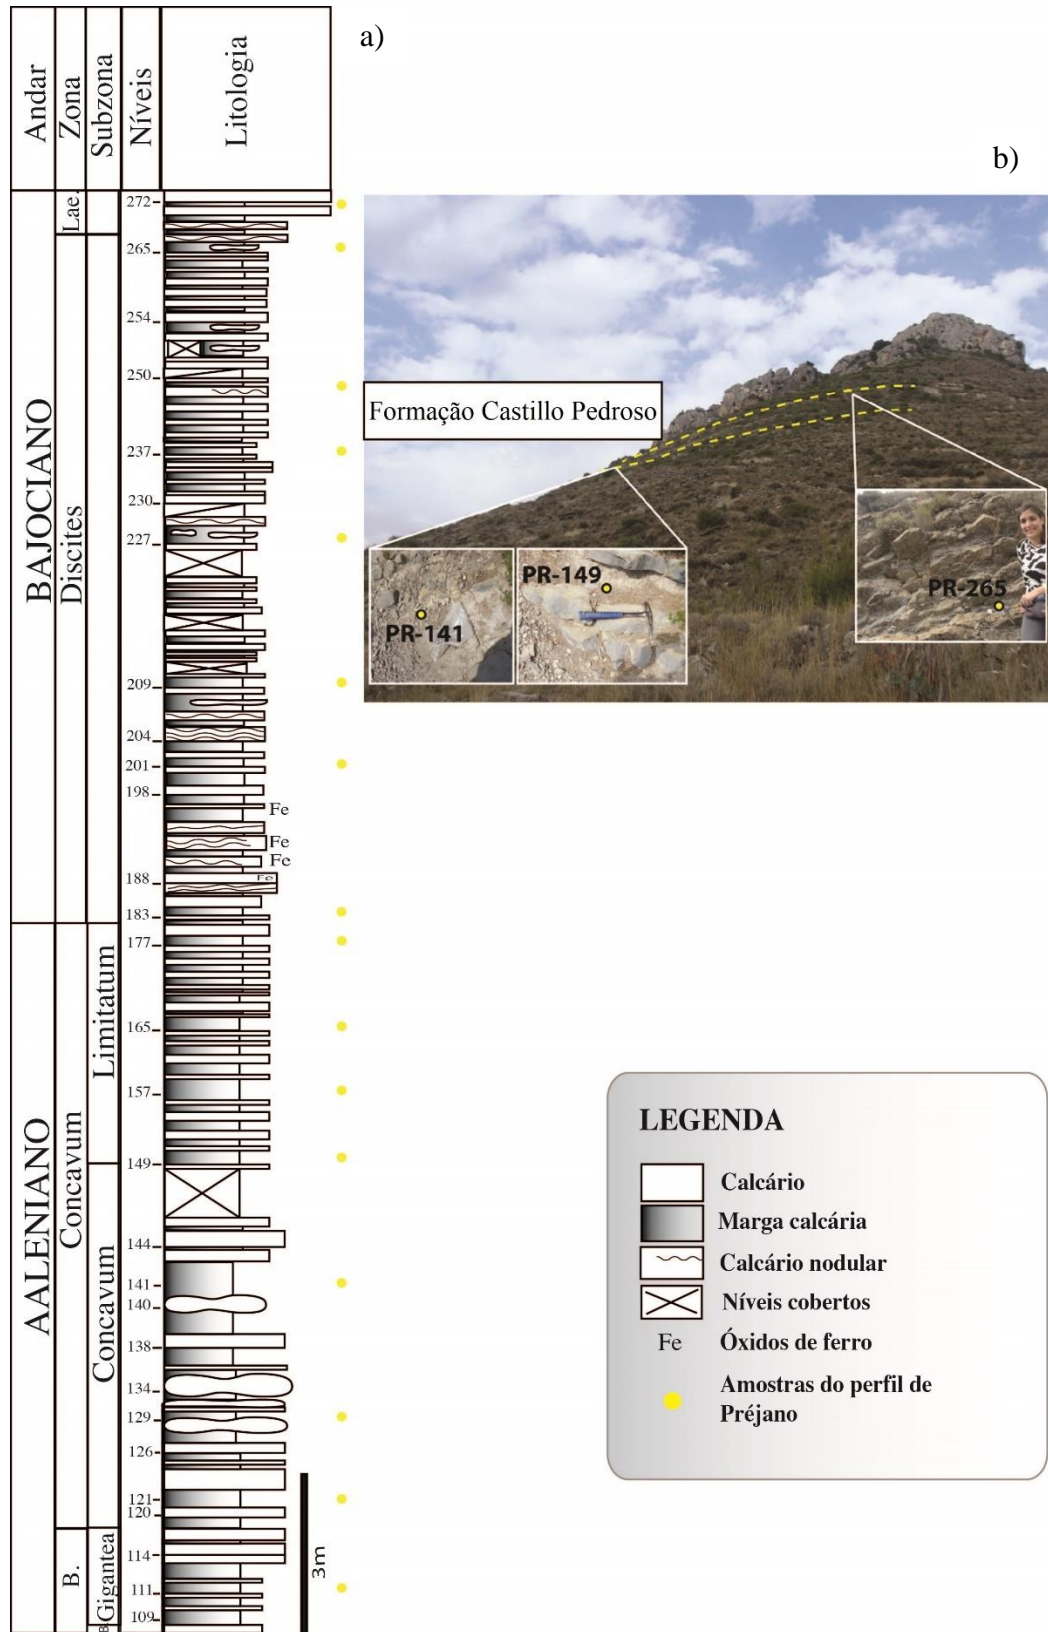 a)
b)
Andar
Zona
Subzona
Níveis
Litologia
BAJOCIANO
AALENIANO
Lae.
Discites
Concavum
B.
Limitatum
Concavum
Gigantea
B.
272
265
254
250
237
230
227
209
204
201
198
188
183
177
165
157
149
144
141
140
138
134
129
126
121
120
114
111
109
Fe
Fe
Fe
Fe
3m
Formação Castillo Pedroso
PR-141
PR-149
PR-265
LEGENDA
Calcário
Marga calcária
Calcário nodular
Níveis cobertos
Fe Óxidos de ferro
Amostras do perfil de
Préjano